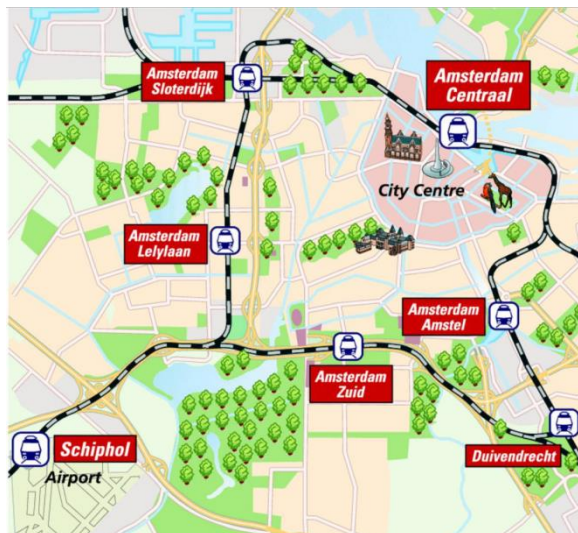 Amsterdam
Sloterdijk
Amsterdam
Centraal
City Centre
Amsterdam
Lelylaan
Amsterdam
Amstel
Amsterdam
Zuid
Schiphol
Airport
Duivendrecht